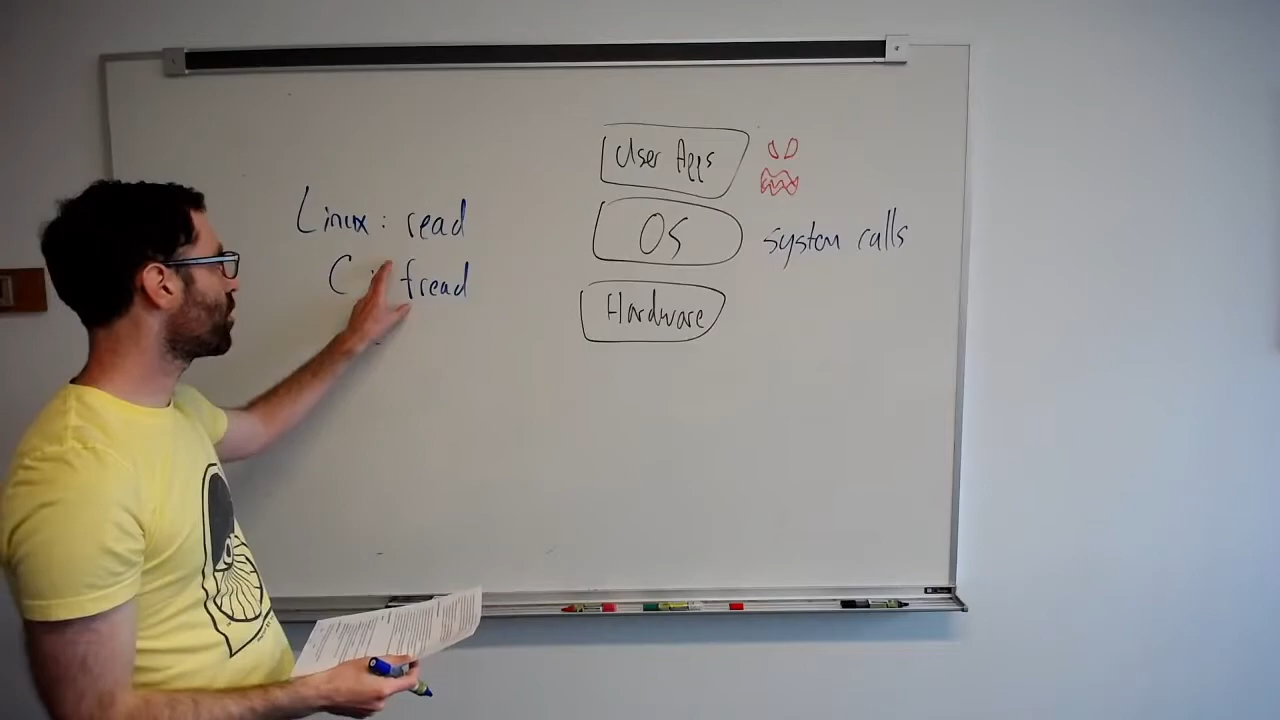 Linux: read
C: fread
User Apps
OS
system calls
Hardware